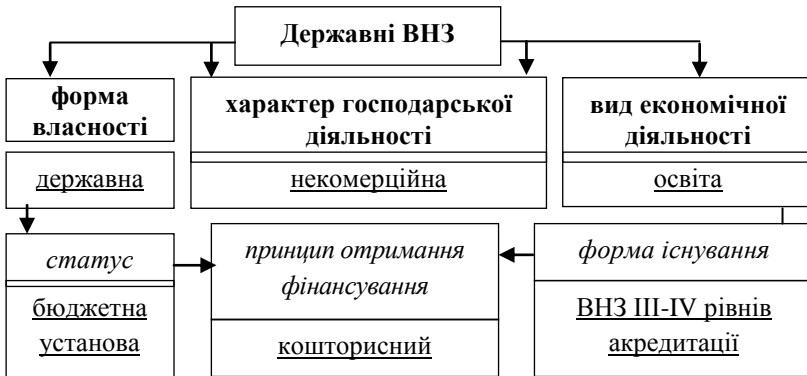 Державні ВНЗ
форма
власності
державна
характер господарської
діяльності
некомерційна
вид економічної
діяльності
освіта
статус
бюджетна
установа
принцип отримання
фінансування
кошторисний
форма існування
ВНЗ III-IV рівнів
акредитації